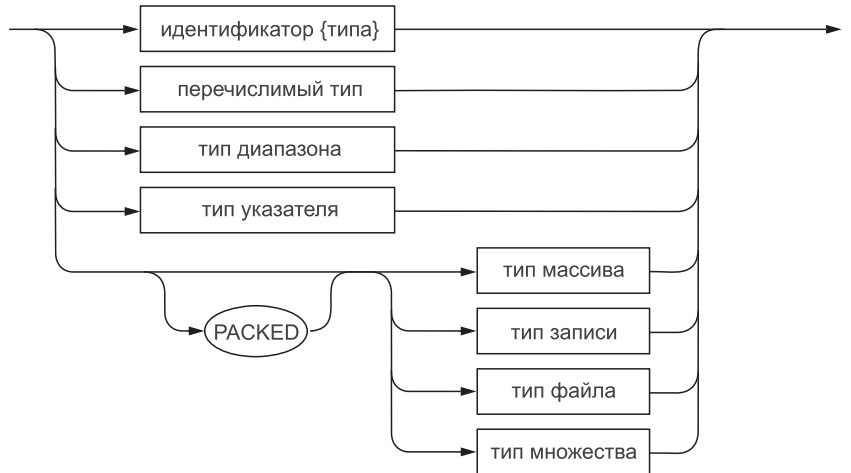 идентификатор {типа}
перечислимый тип
тип диапазона
тип указателя
тип массива
PACKED
тип записи
тип файла
тип множества